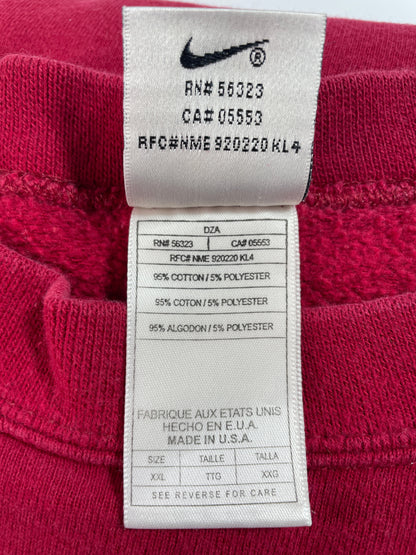 ®
RN# 56323
CA# 05553
RFC#NME 920220 KL4
DZA
RN# 56323 CA# 05553
RFC# NME 920220 KL4
95% COTTON / 5% POLYESTER
95% COTON / 5% POLYESTER
95% ALGODON / 5% POLYESTER
FABRIQUE AUX ETATS UNIS
HECHO EN E.U.A.
MADE IN U.S.A.
SIZE TAILLE TALLA
XXL TTG XXG
SEE REVERSE FOR CARE